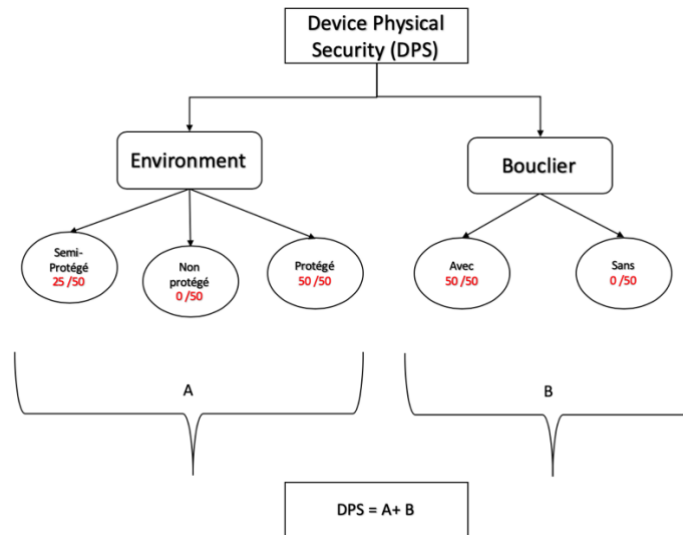 Device Physical
Security (DPS)
Environment
Bouclier
Semi-
Protégé
25 /50
Non
protégé
0 /50
Protégé
50 /50
Avec
50 /50
Sans
0 /50
A
B
DPS = A+ B